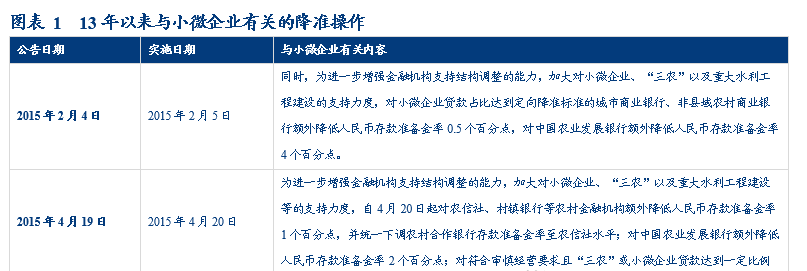 图表 1 13 年以来与小微企业有关的降准操作
公告日期 实施日期 与小微企业有关内容
同时，为进一步增强金融机构支持结构调整的能力，加大对小微企业、“三农”以及重大水利工
程建设的支持力度，对小微企业贷款占比达到定向降准标准的城市商业银行、非县域农村商业银
2015 年 2 月 4 日 2015 年 2 月 5 日
行额外降低人民币存款准备金率 0.5 个百分点，对中国农业发展银行额外降低人民币存款准备金率
4 个百分点。
为进一步增强金融机构支持结构调整的能力，加大对小微企业、“三农”以及重大水利工程建设
等的支持力度，自 4 月 20 日起对农信社、村镇银行等农村金融机构额外降低人民币存款准备金率
2015 年 4 月 19 日 2015 年 4 月 20 日
1 个百分点，并统一下调农村合作银行存款准备金率至农信社水平；对中国农业发展银行额外降低
人民币存款准备金率 2 个百分点；对符合审慎经营要求且“三农”或小微企业贷款达到一定比例